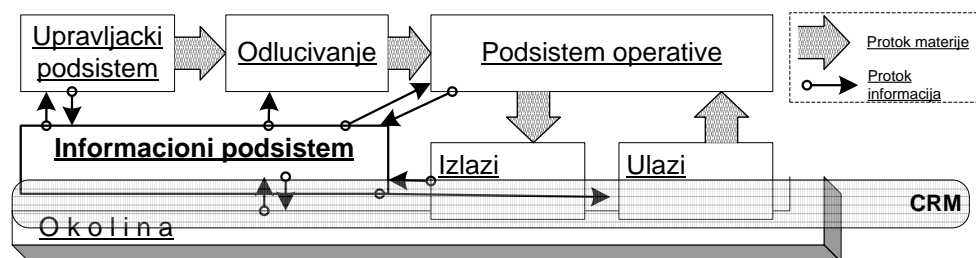 Upravljacki
podsistem
Odlucivanje
Podsistem operative
Protok materije
Protok
informacija
Informacioni podsistem
Izlazi
Ulazi
CRM
O k o l i n a